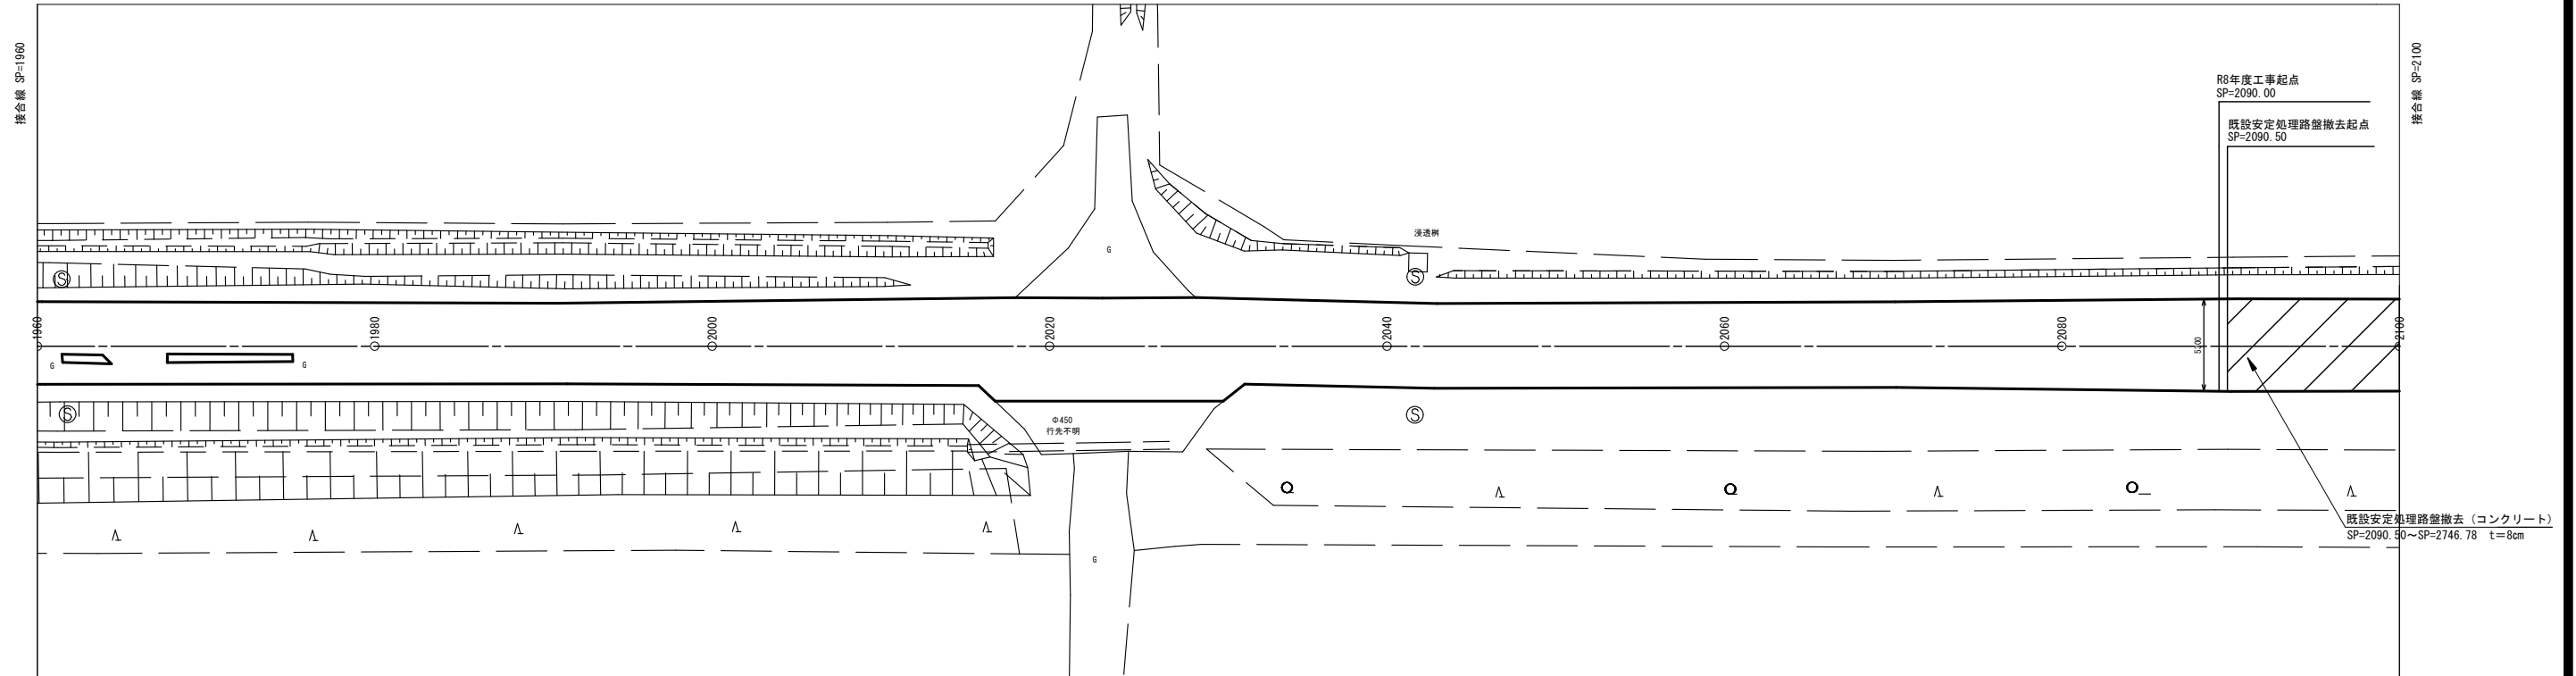 接合線 SP=1960
接合線 SP=2100
R8年度工事起点
SP=2090.00
既設安定処理路盤撤去起点
SP=2090.50
浸透桝
G
1960
1980
2000
2020
2040
2060
2080
2100
S
S
G
G
S
S
Φ450
行先不明
G
既設安定処理路盤撤去（コンクリート）
SP=2090.50～SP=2746.78 t=8cm